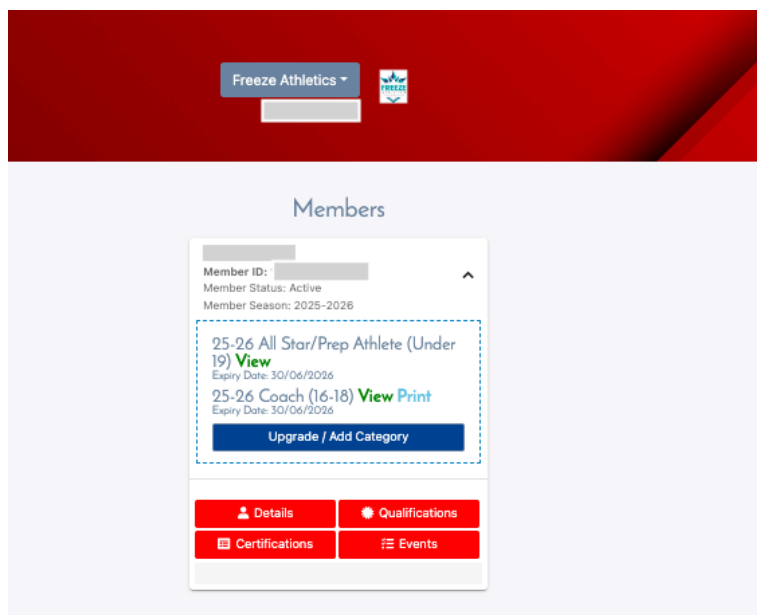 Freeze Athletics
FREEZE
Members
Member ID:
Member Status: Active
Member Season: 2025-2026
25-26 All Star/Prep Athlete (Under
19) View
Expiry Date: 30/06/2026
25-26 Coach (16-18) View Print
Expiry Date: 30/06/2026
Upgrade / Add Category
Details
Qualifications
Certifications
Events